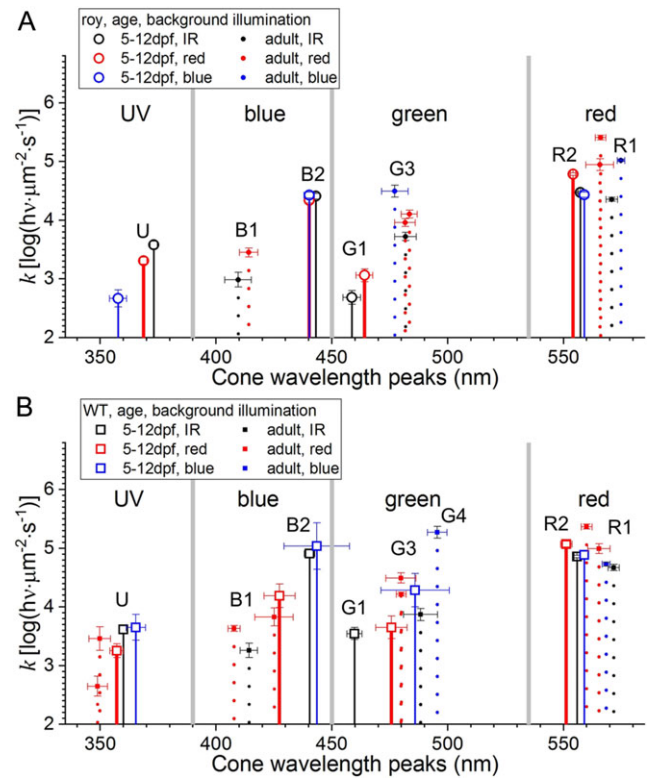 A
roy, age, background illumination
5-12dpf, IR adult, IR
5-12dpf, red adult, red
5-12dpf, blue adult, blue
UV blue green red
k [log(hν·μm⁻²·s⁻¹)]
6
5
4
3
2
U B1 B2 G1 G3 R2 R1
350 400 450 500 550
Cone wavelength peaks (nm)
B
WT, age, background illumination
5-12dpf, IR adult, IR
5-12dpf, red adult, red
5-12dpf, blue adult, blue
UV blue green red
k [log(hν·μm⁻²·s⁻¹)]
6
5
4
3
2
U B1 B2 G1 G3 G4 R2 R1
350 400 450 500 550
Cone wavelength peaks (nm)